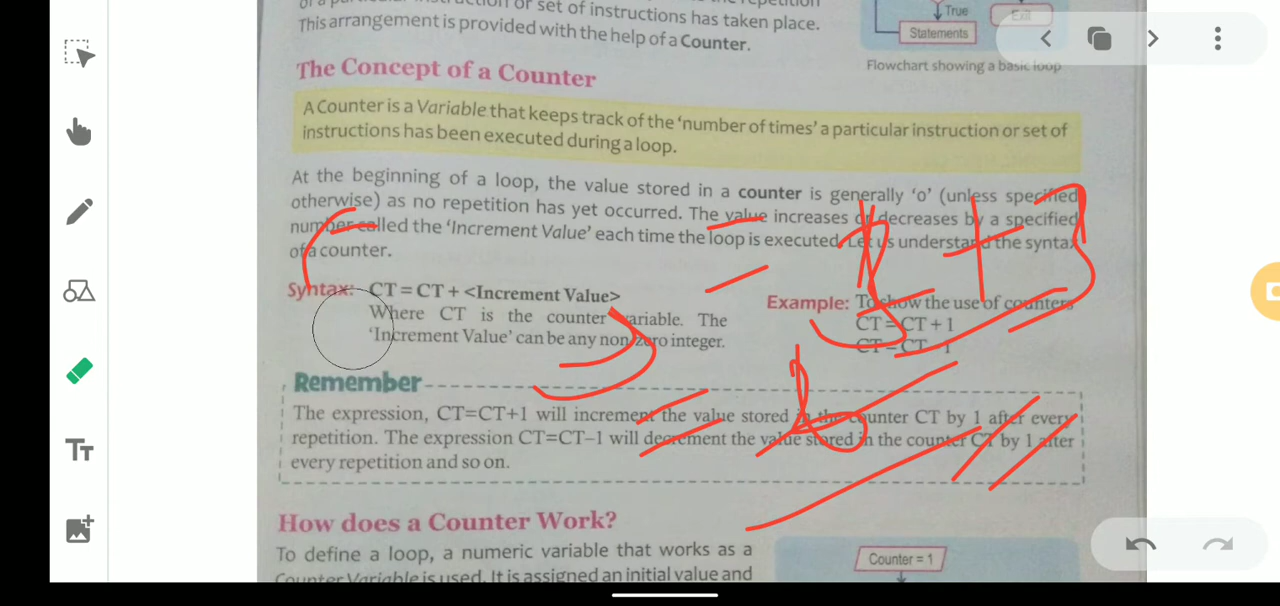 or set of instructions has taken place.
This arrangement is provided with the help of a Counter.
True
Exit
Statements
Flowchart showing a basic loop
The Concept of a Counter
A Counter is a Variable that keeps track of the 'number of times' a particular instruction or set of
instructions has been executed during a loop.
At the beginning of a loop, the value stored in a counter is generally 'o' (unless specified
otherwise) as no repetition has yet occurred. The value increases or decreases by a specified
number called the 'Increment Value' each time the loop is executed. Let us understand the syntax
of a counter.
Syntax: CT = CT + <Increment Value>
Where CT is the counter variable. The
'Increment Value' can be any non zero integer.
Example: To show the use of counters
CT = CT + 1
CT = CT - 1
Remember
The expression, CT=CT+1 will increment the value stored in the counter CT by 1 after every
repetition. The expression CT=CT–1 will decrement the value stored in the counter CT by 1 after
every repetition and so on.
How does a Counter Work?
To define a loop, a numeric variable that works as a
Counter Variable is used. It is assigned an initial value and
Counter = 1
Tt